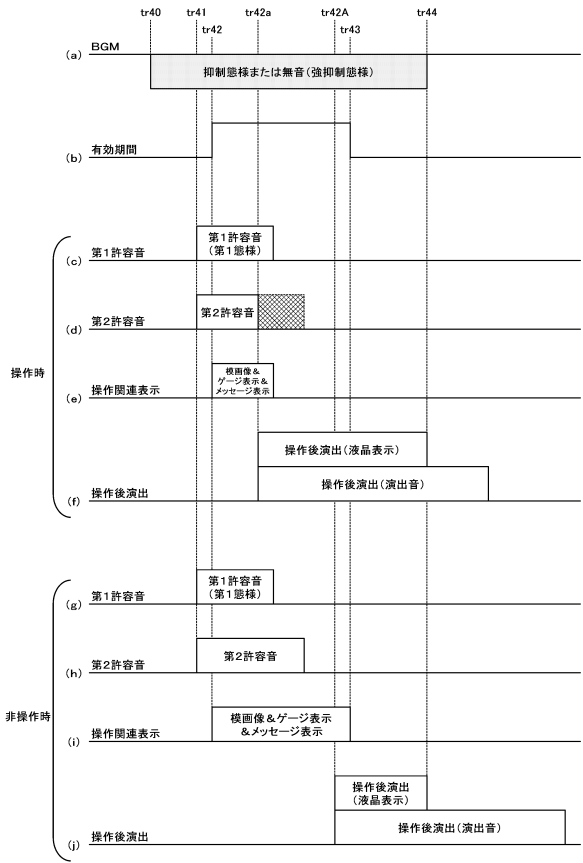 tr40 tr41 tr42a tr42A tr44
tr42 tr43
(a) BGM
抑制態様または無音(強抑制態様)
(b) 有効期間
操作時
(c) 第1許容音
第1許容音
(第1態様)
(d) 第2許容音
第2許容音
(e) 操作関連表示
模画像&
ゲージ表示&
メッセージ表示
(f) 操作後演出
操作後演出(液晶表示)
操作後演出(演出音)
非操作時
(g) 第1許容音
第1許容音
(第1態様)
(h) 第2許容音
第2許容音
(i) 操作関連表示
模画像&ゲージ表示
&メッセージ表示
(j) 操作後演出
操作後演出
(液晶表示)
操作後演出(演出音)